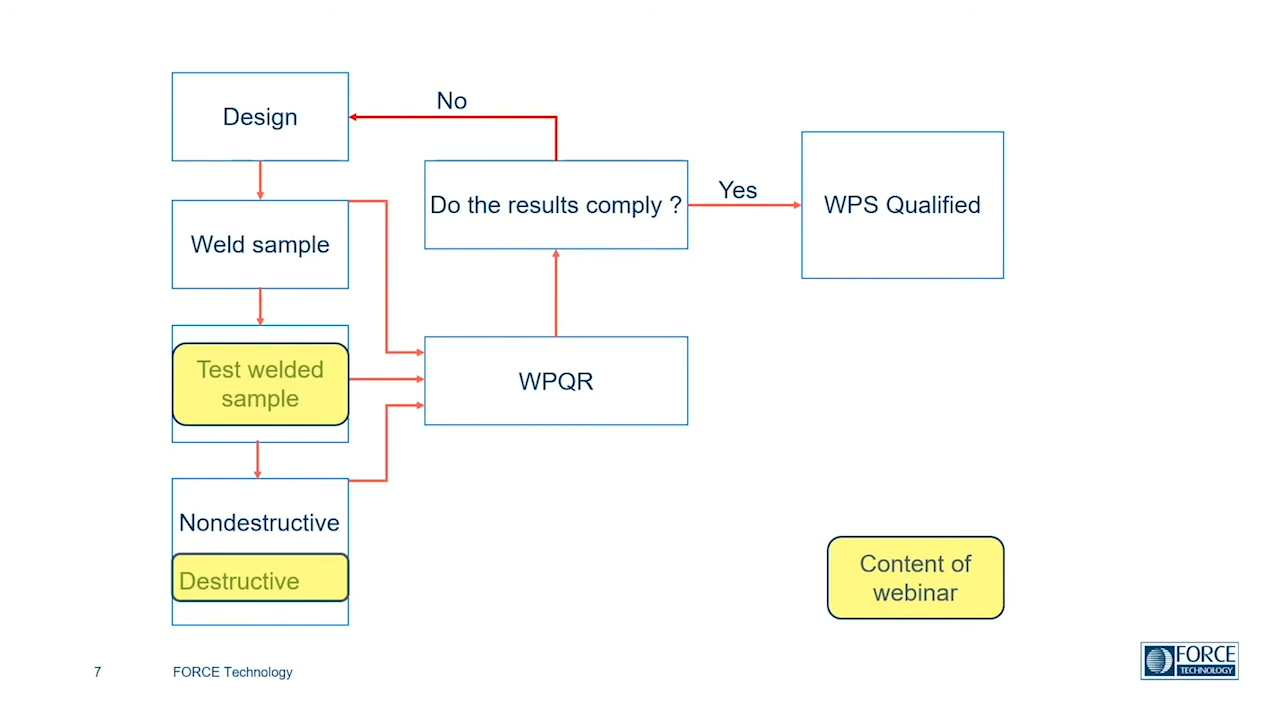 Design
No
Do the results comply ?
Yes
WPS Qualified
Weld sample
Test welded
sample
WPQR
Nondestructive
Destructive
Content of
webinar
7
FORCE Technology
FORCE
TECHNOLOGY